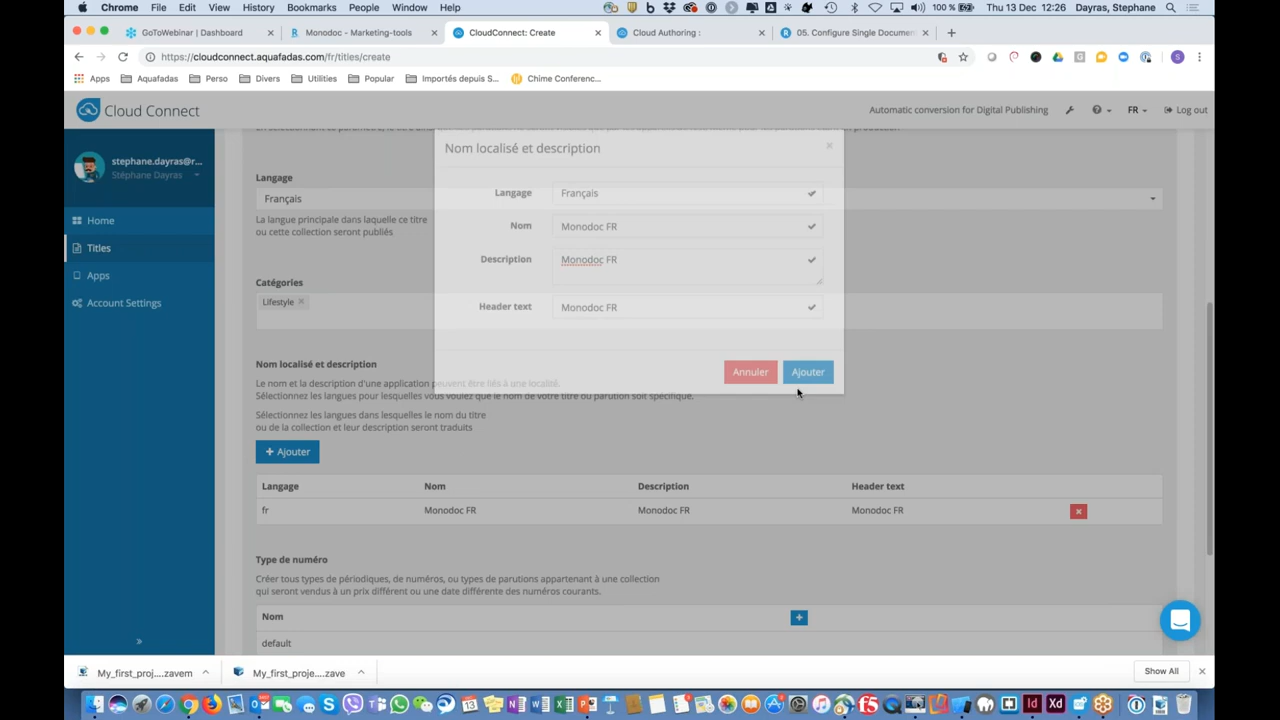 Chrome File Edit View History Bookmarks People Window Help 100 % Thu 13 Dec 12:26 Dayras, Stephane
GoToWebinar | Dashboard Monodoc - Marketing-tools CloudConnect: Create Cloud Authoring : 05. Configure Single Documen
https://cloudconnect.aquafadas.com/fr/titles/create
Apps Aquafadas Perso Divers Utilities Popular Importés depuis S... Chime Conferenc...
Cloud Connect Automatic conversion for Digital Publishing FR Log out
stephane.dayras@r...
Stéphane Dayras
Home
Titles
Apps
Account Settings
»
Langage
Français
La langue principale dans laquelle ce titre
ou cette collection seront publiés
Catégories
Lifestyle ×
Nom localisé et description
Le nom et la description d'une application peuvent être liés à une localité.
Sélectionnez les langues pour lesquelles vous voulez que le nom de votre titre ou parution soit spécifique.
Sélectionnez les langues dans lesquelles le nom du titre
ou de la collection et leur description seront traduits
+ Ajouter
Langage Nom Description Header text
fr Monodoc FR Monodoc FR Monodoc FR
Type de numéro
Créer tous types de périodiques, de numéros, ou types de parutions appartenant à une collection
qui seront vendus à un prix différent ou une date différente des numéros courants.
Nom
default
Nom localisé et description ×
Langage Français
Nom Monodoc FR
Description Monodoc FR
Header text Monodoc FR
Annuler Ajouter
My_first_proj....zavem My_first_proje....zave Show All